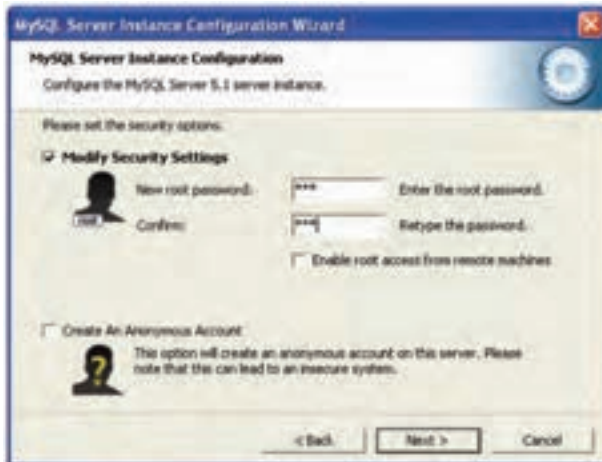 MySQL Server Instance Configuration Wizard
MySQL Server Instance Configuration
Configure the MySQL Server 5.1 server instance.
Please set the security options.
Modify Security Settings
New root password: *** Enter the root password.
root
Confirm: *** Retype the password.
Enable root access from remote machines
Create An Anonymous Account
This option will create an anonymous account on this server. Please
note that this can lead to an insecure system.
?
< Back Next > Cancel